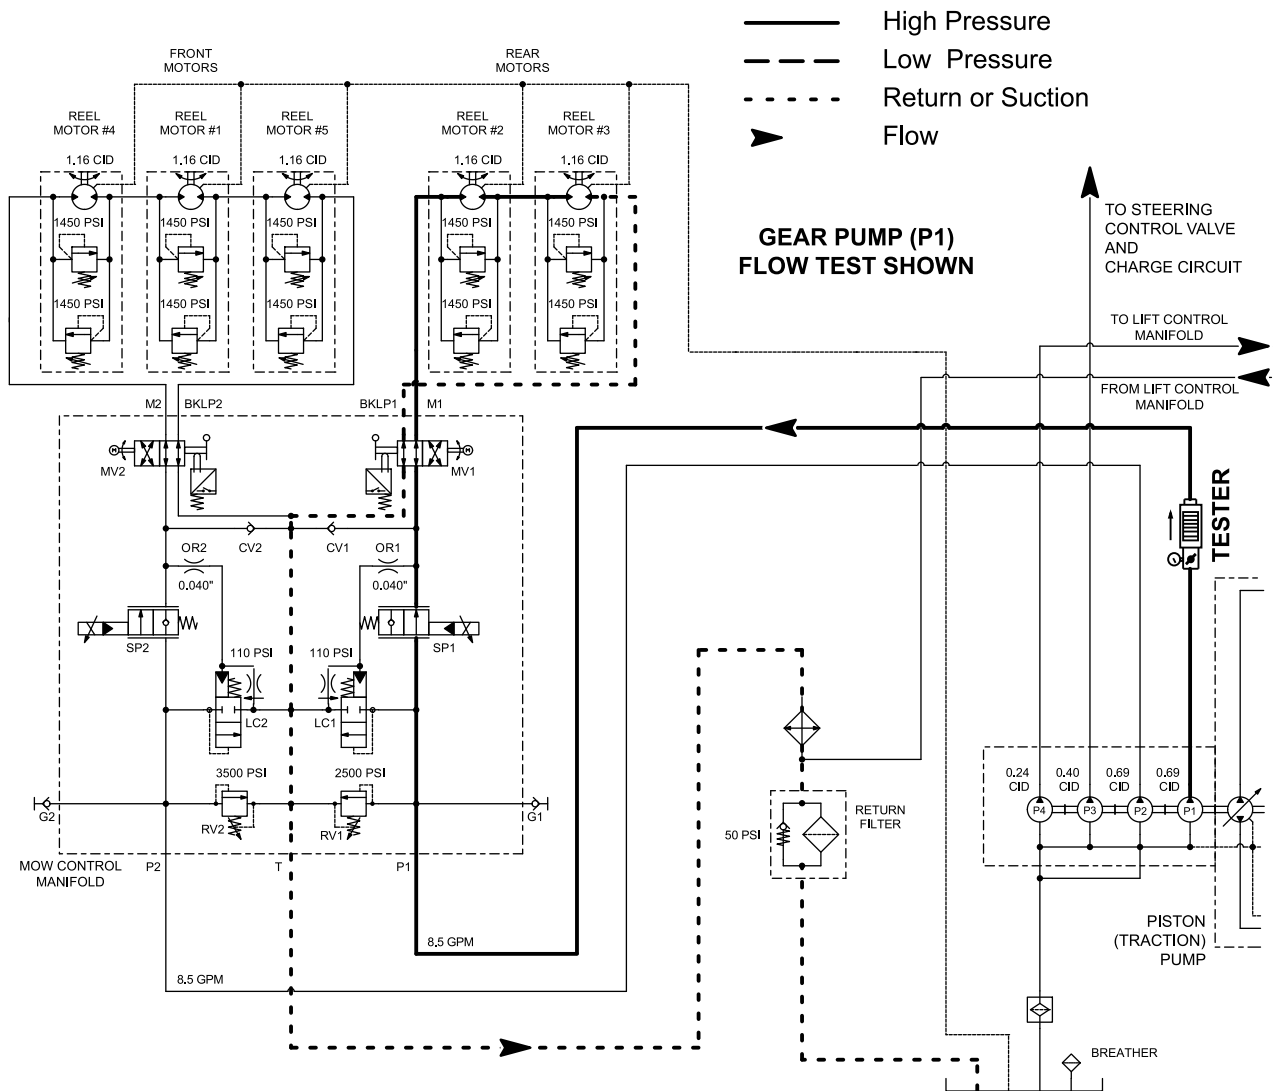 High Pressure
Low Pressure
Return or Suction
Flow
FRONT
MOTORS
REAR
MOTORS
REEL
MOTOR #4
REEL
MOTOR #1
REEL
MOTOR #5
REEL
MOTOR #2
REEL
MOTOR #3
1.16 CID
1.16 CID
1.16 CID
1.16 CID
1.16 CID
1450 PSI
1450 PSI
1450 PSI
1450 PSI
1450 PSI
1450 PSI
1450 PSI
1450 PSI
1450 PSI
1450 PSI
GEAR PUMP (P1)
FLOW TEST SHOWN
TO STEERING
CONTROL VALVE
AND
CHARGE CIRCUIT
TO LIFT CONTROL
MANIFOLD
FROM LIFT CONTROL
MANIFOLD
M2
BKLP2
BKLP1
M1
M
MV2
M
MV1
TESTER
CV2
CV1
OR2
0.040"
OR1
0.040"
SP2
SP1
110 PSI
110 PSI
LC2
LC1
3500 PSI
2500 PSI
G2
RV2
RV1
G1
MOW CONTROL
MANIFOLD
P2
T
P1
8.5 GPM
8.5 GPM
50 PSI
RETURN
FILTER
0.24
CID
0.40
CID
0.69
CID
0.69
CID
P4
P3
P2
P1
PISTON
(TRACTION)
PUMP
BREATHER